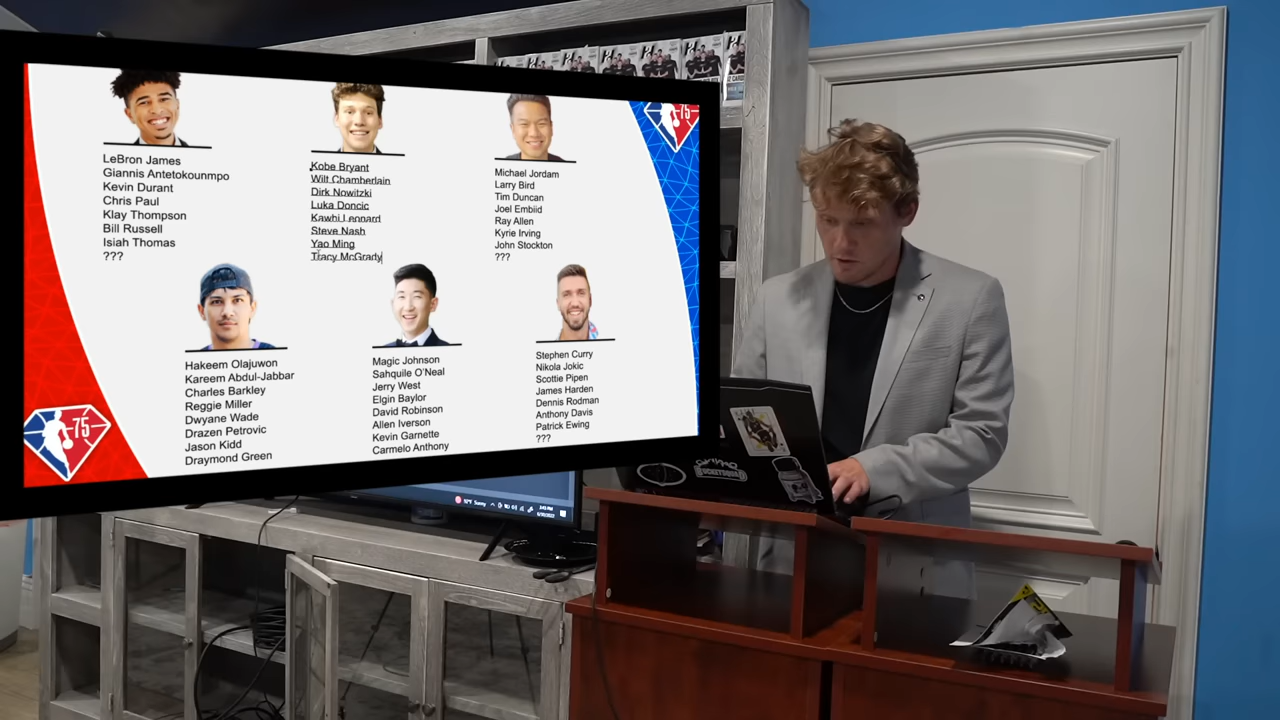 75
LeBron James
Giannis Antetokounmpo
Kevin Durant
Chris Paul
Klay Thompson
Bill Russell
Isiah Thomas
???
Kobe Bryant
Wilt Chamberlain
Dirk Nowitzki
Luka Doncic
Kawhi Leonard
Steve Nash
Yao Ming
Tracy McGrady
Michael Jordam
Larry Bird
Tim Duncan
Joel Embiid
Ray Allen
Kyrie Irving
John Stockton
???
Hakeem Olajuwon
Kareem Abdul-Jabbar
Charles Barkley
Reggie Miller
Dwyane Wade
Drazen Petrovic
Jason Kidd
Draymond Green
Magic Johnson
Sahquile O'Neal
Jerry West
Elgin Baylor
David Robinson
Allen Iverson
Kevin Garnette
Carmelo Anthony
Stephen Curry
Nikola Jokic
Scottie Pipen
James Harden
Dennis Rodman
Anthony Davis
Patrick Ewing
???
75
Sunny